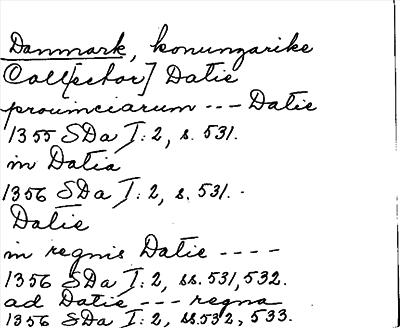 Danmark, konungarike
Coll[ector] Datie
prouinciarum --- Datie
1355 SDa I:2, s. 531.
in Datia
1356 SDa I:2, s. 531.
Datie
in regnis Datie ----
1356 SDa I:2, ss. 531, 532.
ad Datie --- regna
1356 SDa I:2, ss. 532, 533.